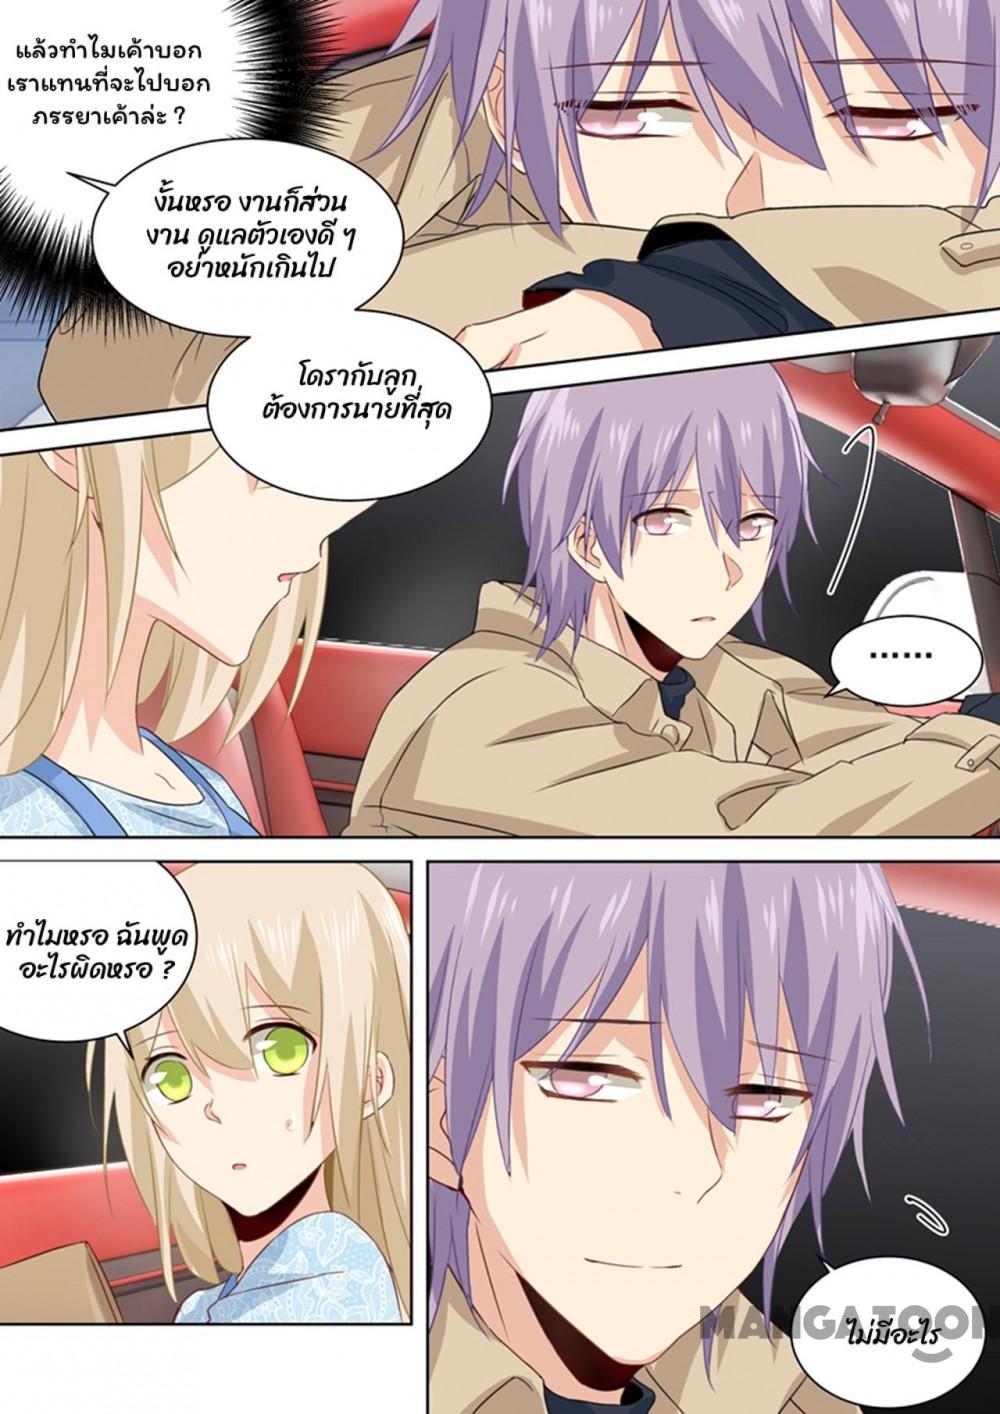 แล้วทำไมเค้าบอก
เราแทนที่จะไปบอก
ภรรยาเค้าล่ะ ?
งั้นหรอ งานก็ส่วน
งาน ดูแลตัวเองดี ๆ
อย่าหนักเกินไป
โดรากับลูก
ต้องการนายที่สุด
.......
ทำไมหรอ ฉันพูด
อะไรผิดหรอ ?
MANGATOON
ไม่มีอะไร